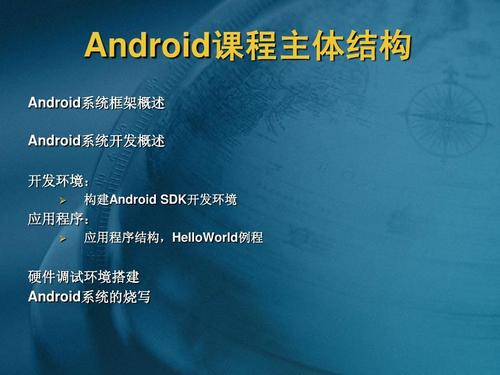 Android课程主体结构
Android系统框架概述
Android系统开发概述
开发环境：
构建Android SDK开发环境
应用程序：
应用程序结构，HelloWorld例程
硬件调试环境搭建
Android系统的烧写